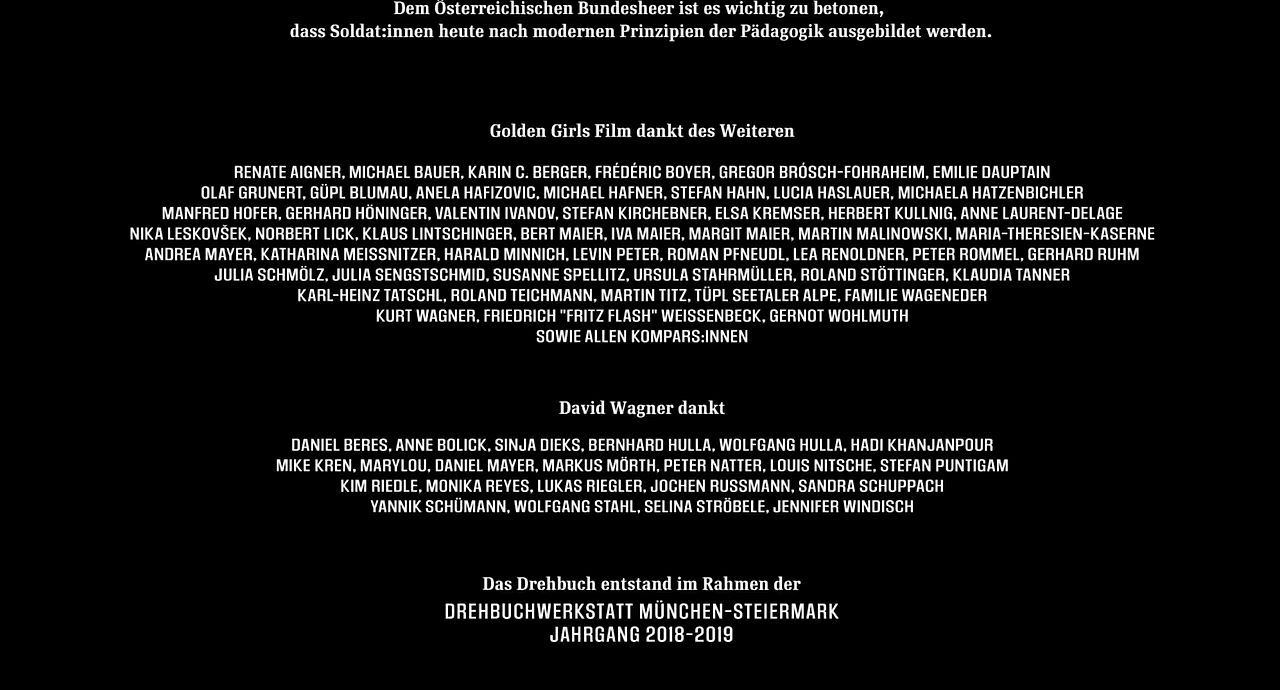 Dem Österreichischen Bundesheer ist es wichtig zu betonen,
dass Soldat:innen heute nach modernen Prinzipien der Pädagogik ausgebildet werden.
Golden Girls Film dankt des Weiteren
RENATE AIGNER, MICHAEL BAUER, KARIN C. BERGER, FRÉDÉRIC BOYER, GREGOR BRÓSCH-FOHRAHEIM, EMILIE DAUPTAIN
OLAF GRUNERT, GÜPL BLUMAU, ANELA HAFIZOVIC, MICHAEL HAFNER, STEFAN HAHN, LUCIA HASLAUER, MICHAELA HATZENBICHLER
MANFRED HOFER, GERHARD HÖNINGER, VALENTIN IVANOV, STEFAN KIRCHEBNER, ELSA KREMSER, HERBERT KULLNIG, ANNE LAURENT-DELAGE
NIKA LESKOVŠEK, NORBERT LICK, KLAUS LINTSCHINGER, BERT MAIER, IVA MAIER, MARGIT MAIER, MARTIN MALINOWSKI, MARIA-THERESIEN-KASERNE
ANDREA MAYER, KATHARINA MEISSNITZER, HARALD MINNICH, LEVIN PETER, ROMAN PFNEUDL, LEA RENOLDNER, PETER ROMMEL, GERHARD RUHM
JULIA SCHMÖLZ, JULIA SENGSTSCHMID, SUSANNE SPELLITZ, URSULA STAHRMÜLLER, ROLAND STÖTTINGER, KLAUDIA TANNER
KARL-HEINZ TATSCHL, ROLAND TEICHMANN, MARTIN TITZ, TÜPL SEETALER ALPE, FAMILIE WAGENEDER
KURT WAGNER, FRIEDRICH "FRITZ FLASH" WEISSENBECK, GERNOT WOHLMUTH
SOWIE ALLEN KOMPARS:INNEN
David Wagner dankt
DANIEL BERES, ANNE BOLICK, SINJA DIEKS, BERNHARD HULLA, WOLFGANG HULLA, HADI KHANJANPOUR
MIKE KREN, MARYLOU, DANIEL MAYER, MARKUS MÖRTH, PETER NATTER, LOUIS NITSCHE, STEFAN PUNTIGAM
KIM RIEDLE, MONIKA REYES, LUKAS RIEGLER, JOCHEN RUSSMANN, SANDRA SCHUPPACH
YANNIK SCHÜMANN, WOLFGANG STAHL, SELINA STRÖBELE, JENNIFER WINDISCH
Das Drehbuch entstand im Rahmen der
DREHBUCHWERKSTATT MÜNCHEN-STEIERMARK
JAHRGANG 2018-2019